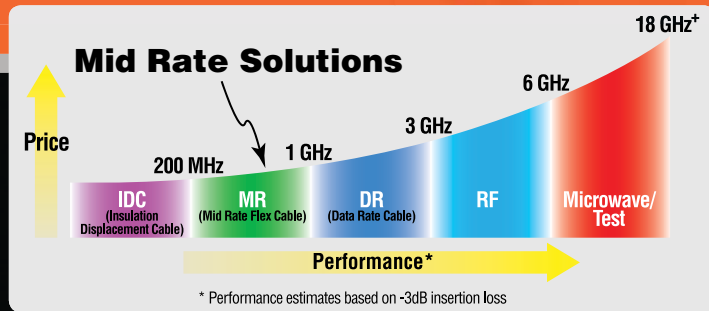 18 GHz+
Mid Rate Solutions
6 GHz
Price
3 GHz
200 MHz
1 GHz
IDC
(Insulation
Displacement Cable)
MR
(Mid Rate Flex Cable)
DR
(Data Rate Cable)
RF
Microwave/
Test
Performance*
* Performance estimates based on -3dB insertion loss